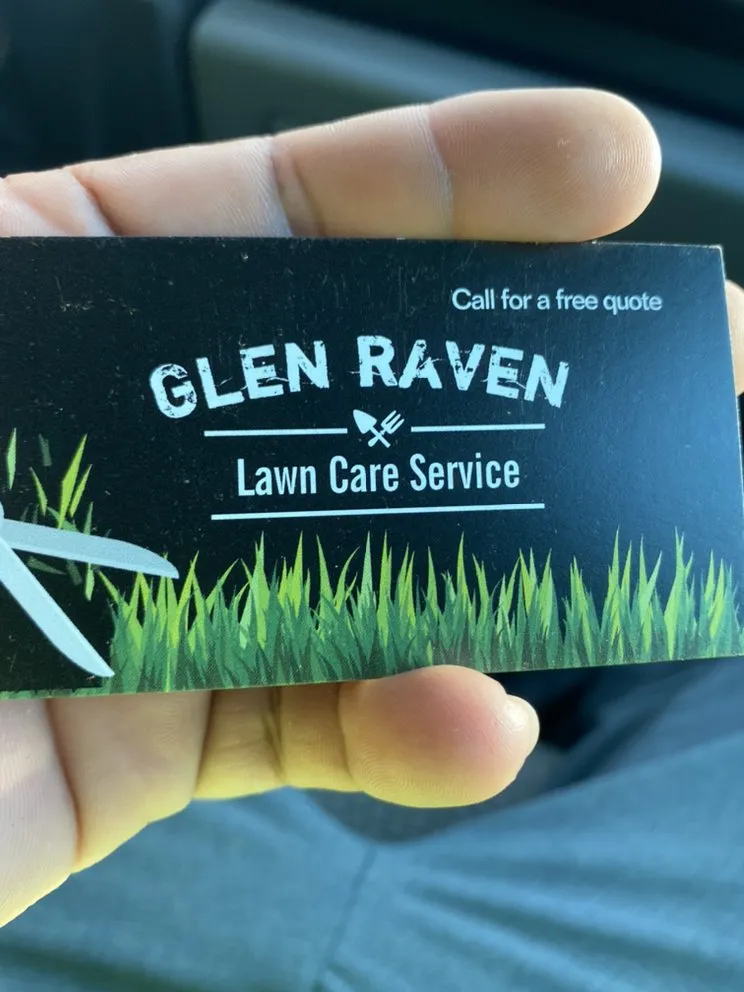 Call for a free quote
GLEN RAVEN
Lawn Care Service